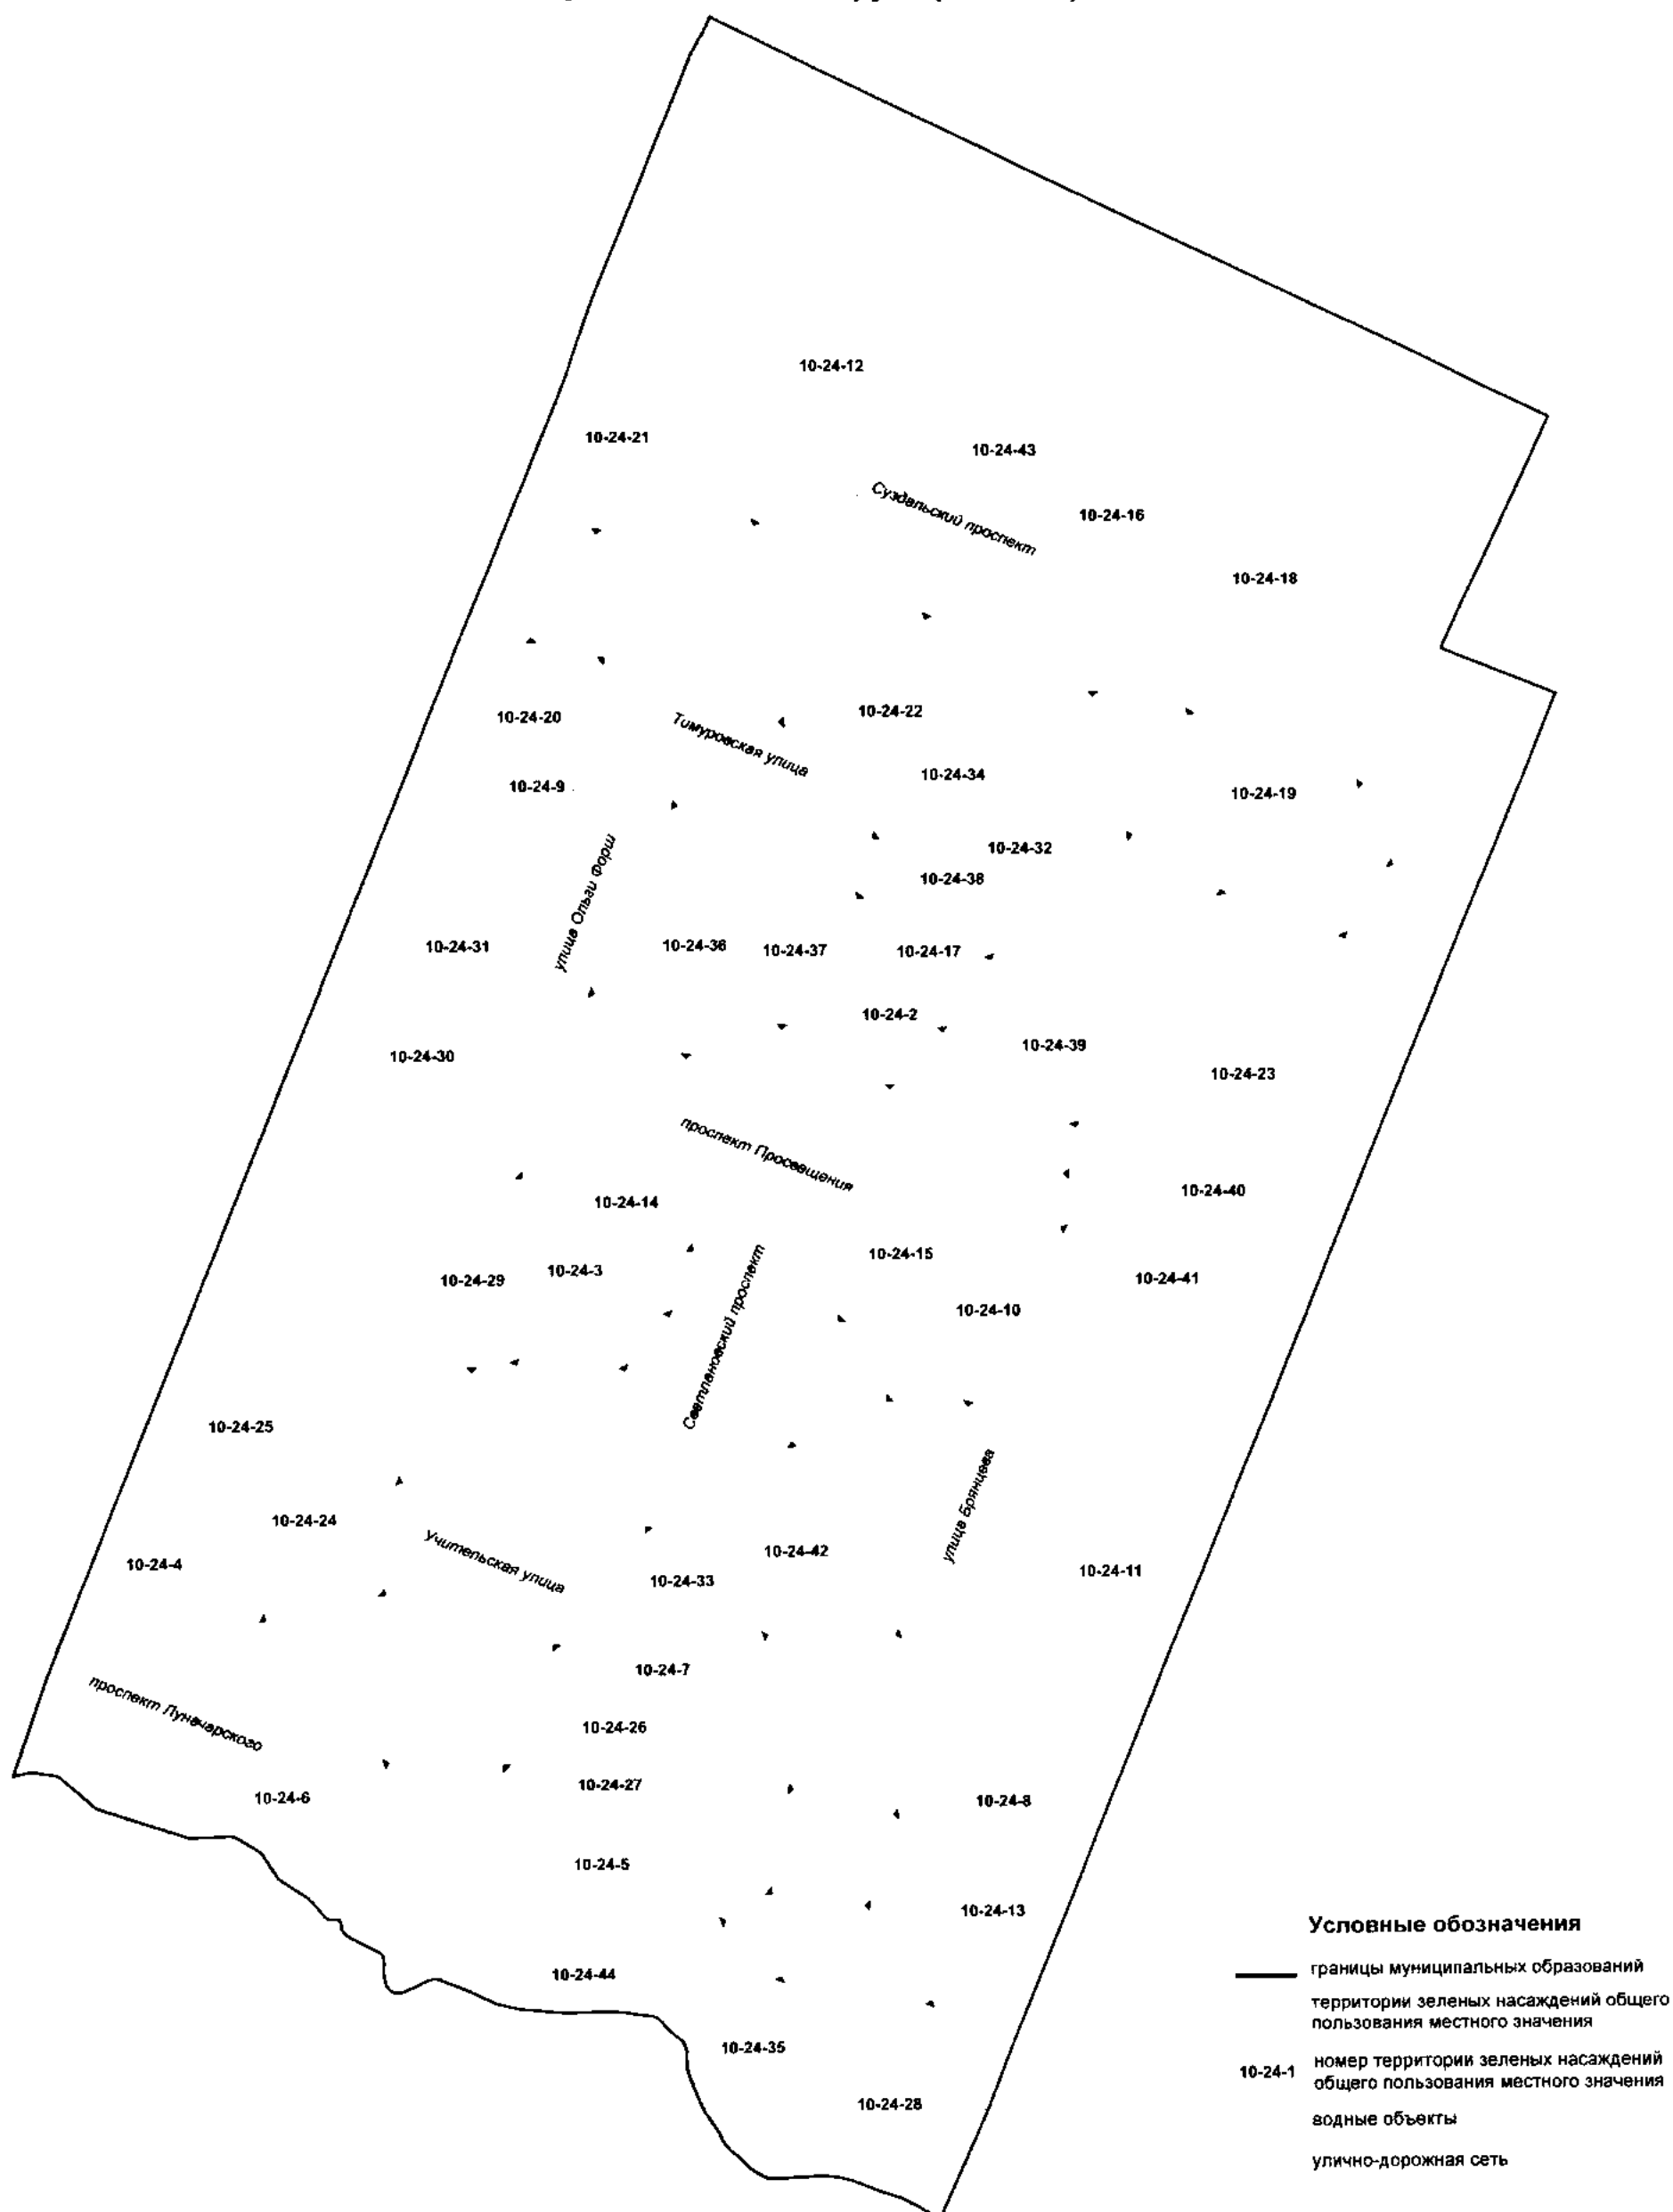 10-24-12
10-24-21
10-24-43
Суздальский проспект
10-24-16
10-24-18
10-24-20
Тимуровская улица
10-24-22
10-24-34
10-24-9
10-24-19
улица Ольги Форш
10-24-32
10-24-38
10-24-31
10-24-36
10-24-37
10-24-17
10-24-2
10-24-39
10-24-30
10-24-23
проспект Просвещения
10-24-14
10-24-40
10-24-15
10-24-3
10-24-29
10-24-41
10-24-10
Светлановский проспект
10-24-25
улица Брянцева
10-24-24
Учительская улица
10-24-42
10-24-4
10-24-33
10-24-11
10-24-7
проспект Луначарского
10-24-26
10-24-27
10-24-6
10-24-8
10-24-5
10-24-13
10-24-44
10-24-35
10-24-28
Условные обозначения
границы муниципальных образований
территории зеленых насаждений общего
пользования местного значения
10-24-1
номер территории зеленых насаждений
общего пользования местного значения
водные объекты
улично-дорожная сеть